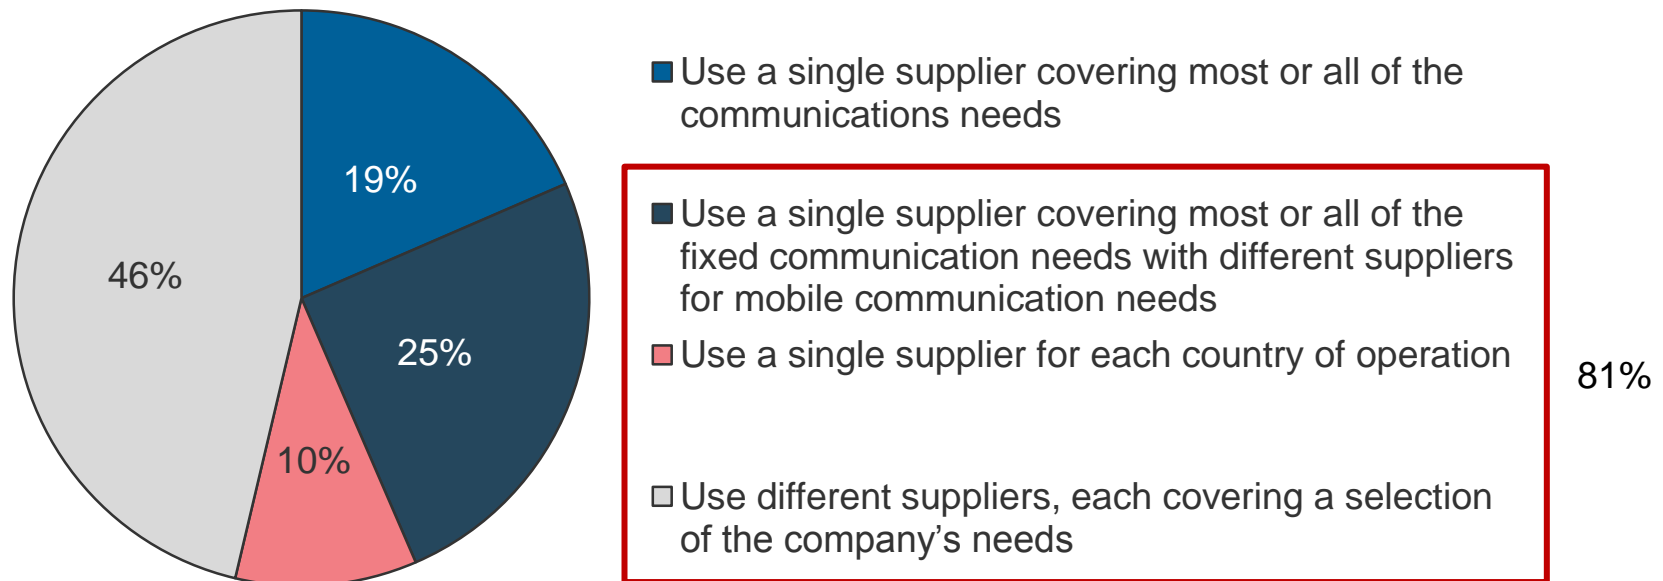 19%
25%
10%
46%
Use a single supplier covering most or all of the
communications needs
Use a single supplier covering most or all of the
fixed communication needs with different suppliers
for mobile communication needs
Use a single supplier for each country of operation
Use different suppliers, each covering a selection
of the company’s needs
81%